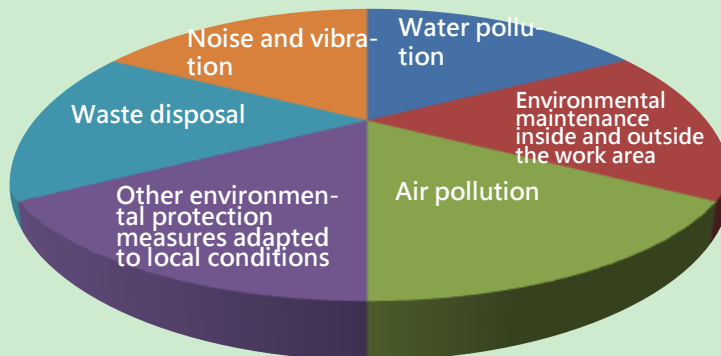 Noise and vibra-
tion
Water pollu-
tion
Waste disposal
Environmental
maintenance
inside and outside
the work area
Other environmen-
tal protection
measures adapted
to local conditions
Air pollution